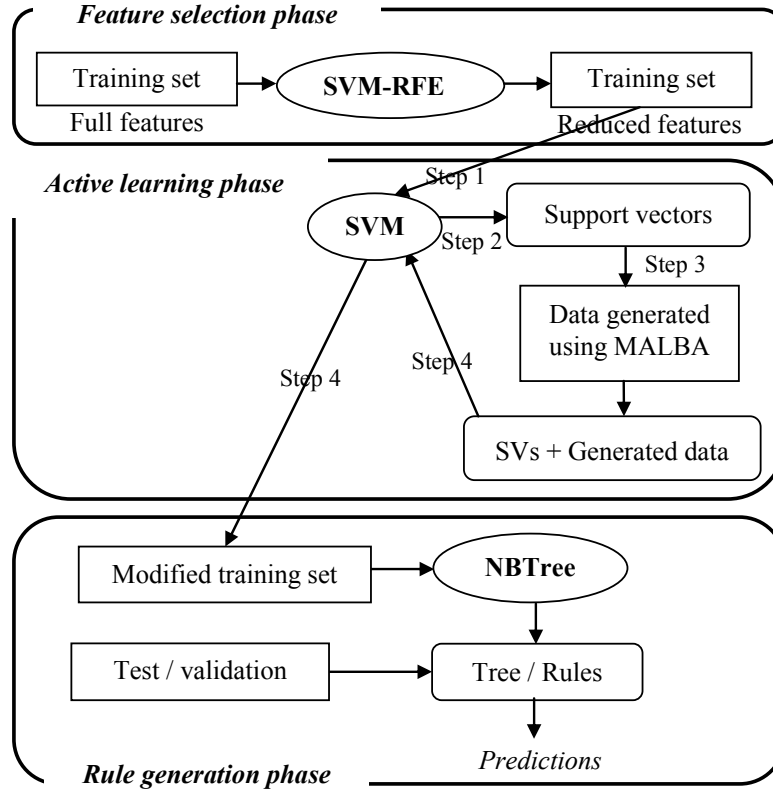 Feature selection phase
Training set
SVM-RFE
Training set
Full features
Reduced features
Active learning phase
Step 1
SVM
Step 2
Support vectors
Step 3
Data generated
using MALBA
Step 4
Step 4
SVs + Generated data
Modified training set
NBTree
Test / validation
Tree / Rules
Predictions
Rule generation phase